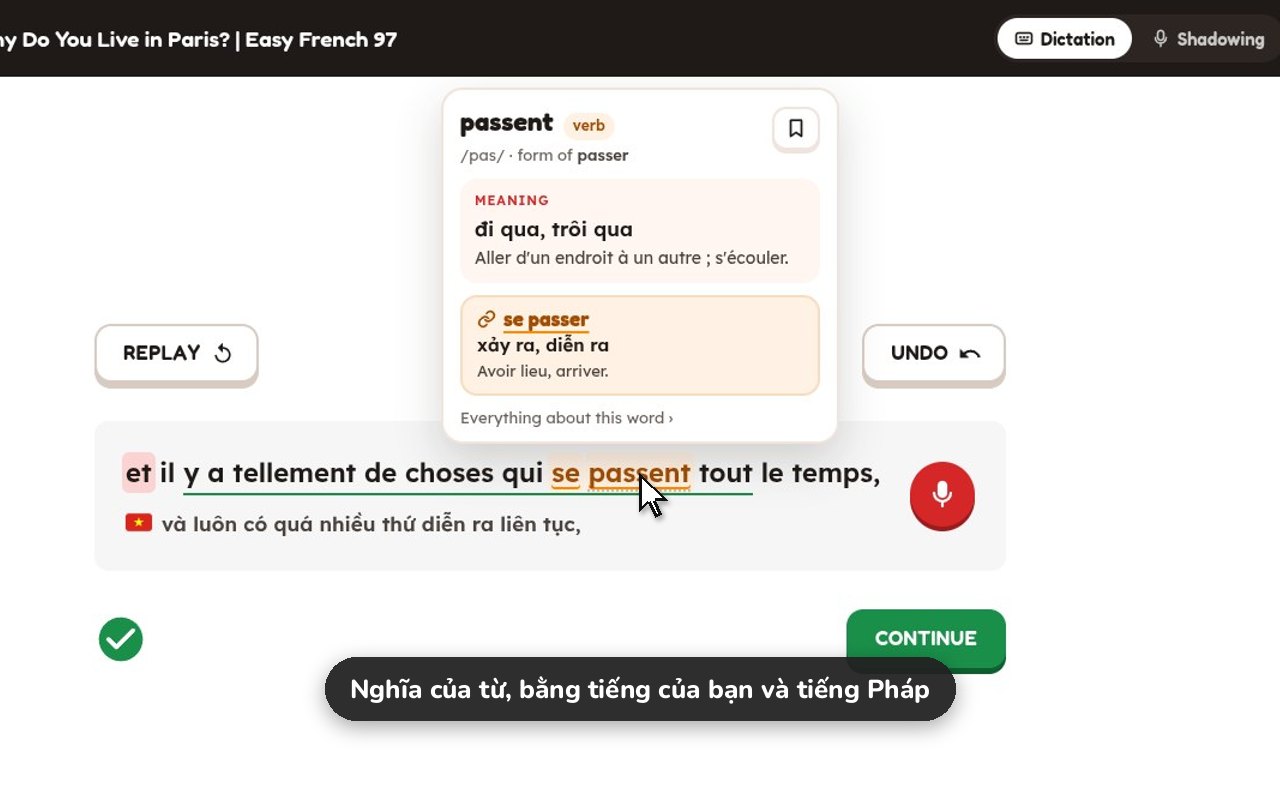 ny Do You Live in Paris? | Easy French 97
Dictation
Shadowing
passent verb
/pas/ · form of passer
MEANING
đi qua, trôi qua
Aller d'un endroit à un autre ; s'écouler.
se passer
xảy ra, diễn ra
Avoir lieu, arriver.
Everything about this word ›
REPLAY
UNDO
et il y a tellement de choses qui se passent tout le temps,
và luôn có quá nhiều thứ diễn ra liên tục,
CONTINUE
Nghĩa của từ, bằng tiếng của bạn và tiếng Pháp